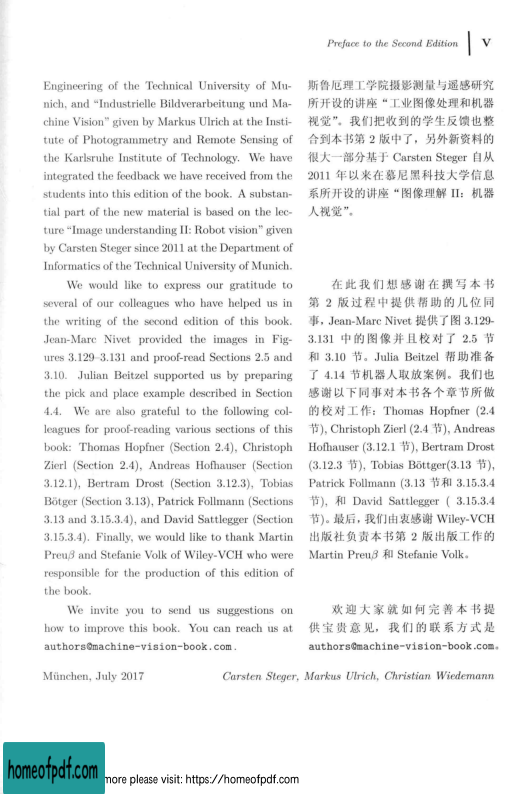 Preface to the Second Edition V
Engineering of the Technical University of Mu-
nich, and “Industrielle Bildverarbeitung und Ma-
chine Vision” given by Markus Ulrich at the Insti-
tute of Photogrammetry and Remote Sensing of
the Karlsruhe Institute of Technology. We have
integrated the feedback we have received from the
students into this edition of the book. A substan-
tial part of the new material is based on the lec-
ture “Image understanding II: Robot vision” given
by Carsten Steger since 2011 at the Department of
Informatics of the Technical University of Munich.
We would like to express our gratitude to
several of our colleagues who have helped us in
the writing of the second edition of this book.
Jean-Marc Nivet provided the images in Fig-
ures 3.129–3.131 and proof-read Sections 2.5 and
3.10. Julian Beitzel supported us by preparing
the pick and place example described in Section
4.4. We are also grateful to the following col-
leagues for proof-reading various sections of this
book: Thomas Hopfner (Section 2.4), Christoph
Zierl (Section 2.4), Andreas Hofhauser (Section
3.12.1), Bertram Drost (Section 3.12.3), Tobias
Bötger (Section 3.13), Patrick Follmann (Sections
3.13 and 3.15.3.4), and David Sattlegger (Section
3.15.3.4). Finally, we would like to thank Martin
Preuβ and Stefanie Volk of Wiley-VCH who were
responsible for the production of this edition of
the book.
We invite you to send us suggestions on
how to improve this book. You can reach us at
authors@machine-vision-book.com.
斯鲁厄理工学院摄影测量与遥感研究
所开设的讲座“工业图像处理和机器
视觉”。我们把收到的学生反馈也整
合到本书第 2 版中了，另外新资料的
很大一部分基于 Carsten Steger 自从
2011 年以来在慕尼黑科技大学信息
系所开设的讲座“图像理解 II：机器
人视觉”。
在此我们想感谢在撰写本书
第 2 版过程中提供帮助的几位同
事，Jean-Marc Nivet 提供了图 3.129-
3.131 中的图像并且校对了 2.5 节
和 3.10 节。Julia Beitzel 帮助准备
了 4.14 节机器人取放案例。我们也
感谢以下同事对本书各个章节所做
的校对工作：Thomas Hopfner (2.4
节), Christoph Zierl (2.4 节), Andreas
Hofhauser (3.12.1 节), Bertram Drost
(3.12.3 节), Tobias Böttger(3.13 节),
Patrick Follmann (3.13 节和 3.15.3.4
节), 和 David Sattlegger ( 3.15.3.4
节)。最后，我们由衷感谢 Wiley-VCH
出版社负责本书第 2 版出版工作的
Martin Preuβ 和 Stefanie Volk。
欢迎大家就如何完善本书提
供宝贵意见，我们的联系方式是
authors@machine-vision-book.com。
München, July 2017 Carsten Steger, Markus Ulrich, Christian Wiedemann
homeofpdf.com
more please visit: https://homeofpdf.com